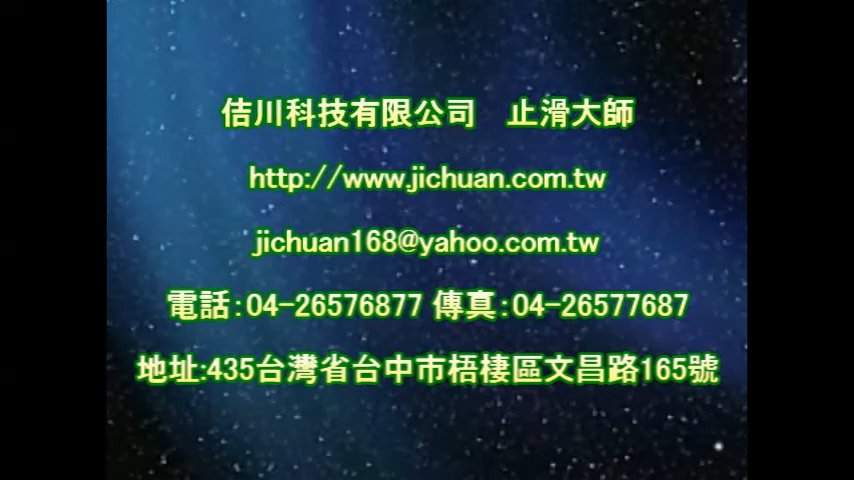 佶川科技有限公司　止滑大師
http://www.jichuan.com.tw
jichuan168@yahoo.com.tw
電話:04-26576877 傳真:04-26577687
地址:435台灣省台中市梧棲區文昌路165號